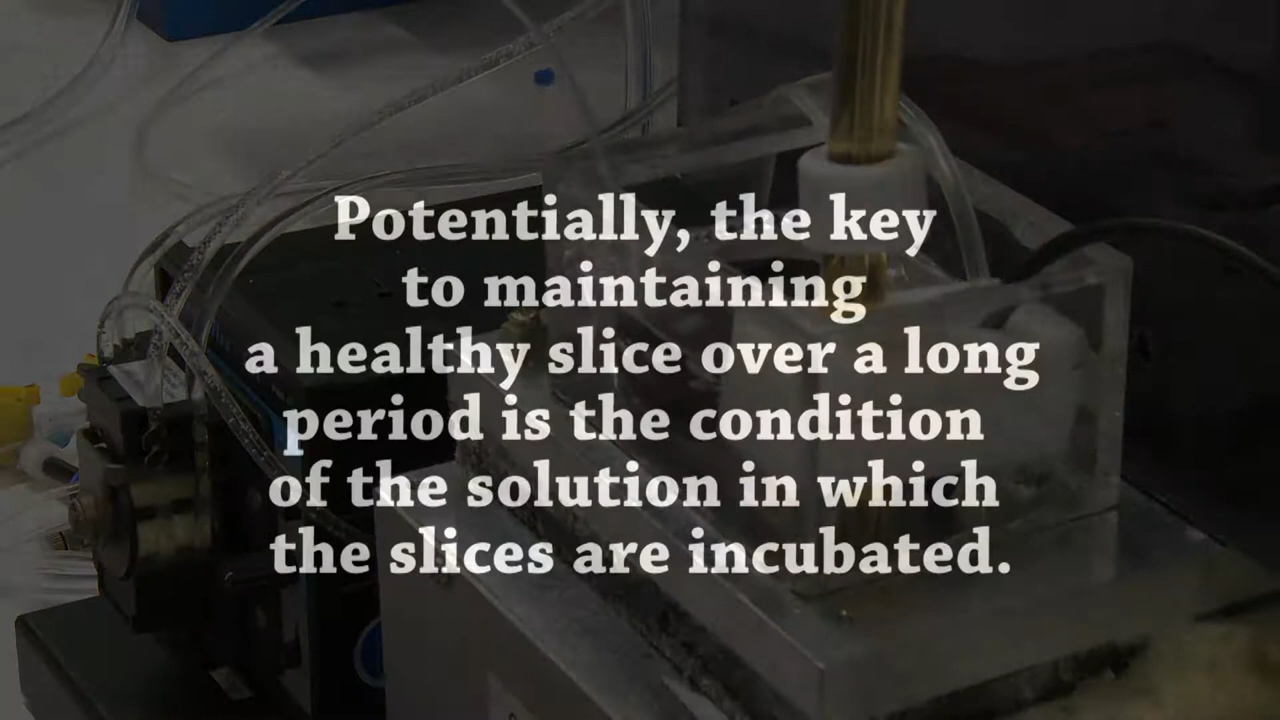 Potentially, the key
to maintaining
a healthy slice over a long
period is the condition
of the solution in which
the slices are incubated.